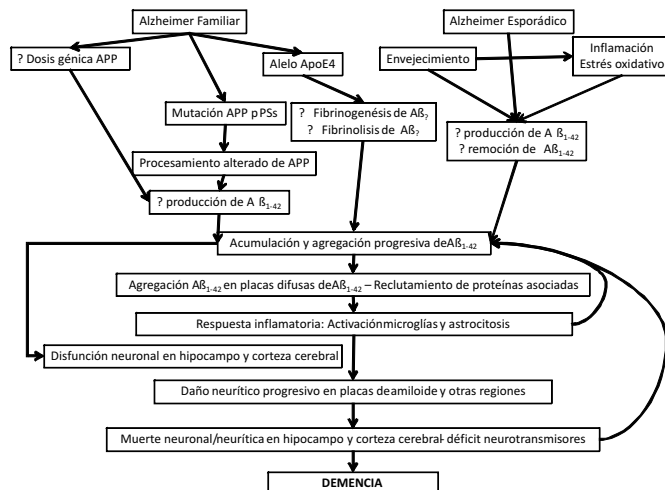 Alzheimer Familiar
Alzheimer Esporádico
? Dosis génica APP
Alelo ApoE4
Envejecimiento
Inflamación
Estrés oxidativo
Mutación APP p PSs
? Fibrinogenésis de Aß?
? Fibrinolisis de Aß?
? producción de A ß1-42
? remoción de Aß1-42
Procesamiento alterado de APP
? producción de A ß1-42
Acumulación y agregación progresiva deAß1-42
Agregación Aß1-42 en placas difusas deAß1-42 – Reclutamiento de proteínas asociadas
Respuesta inflamatoria: Activaciónmicroglías y astrocitosis
Disfunción neuronal en hipocampo y corteza cerebral
Daño neurítico progresivo en placas deamiloide y otras regiones
Muerte neuronal/neurítica en hipocampo y corteza cerebral- déficit neurotransmisores
DEMENCIA